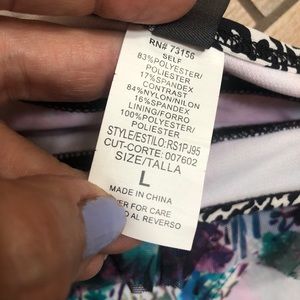 RN# 73156
SELF
83%POLYESTER/
POLIESTER
17%SPANDEX
CONTRAST
84%NYLON/NILON
16%SPANDEX
LINING/FORRO
100%POLYESTER/
POLIESTER
STYLE/ESTILO:RS1PJ95
CUT-CORTE: 007602
SIZE/TALLA
L
MADE IN CHINA
VER FOR CARE
O AL REVERSO